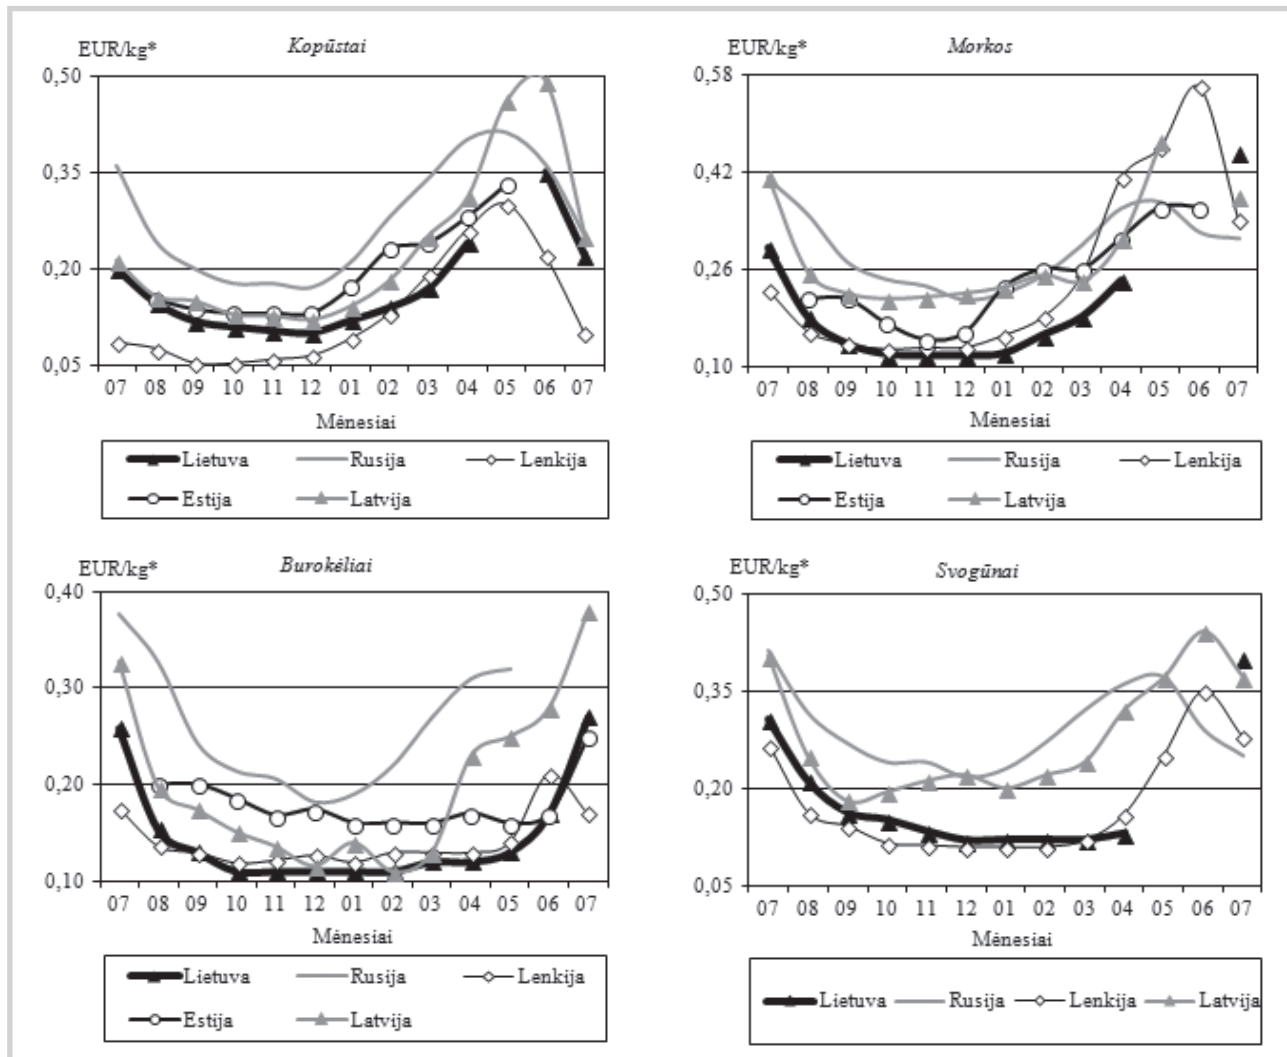 EUR/kg*
Kopūstai
0,50
0,35
0,20
0,05
07 08 09 10 11 12 01 02 03 04 05 06 07
Mėnesiai
Lietuva Rusija Lenkija
Estija Latvija
EUR/kg*
Morkos
0,58
0,42
0,26
0,10
07 08 09 10 11 12 01 02 03 04 05 06 07
Mėnesiai
Lietuva Rusija Lenkija
Estija Latvija
EUR/kg*
Burokėliai
0,40
0,30
0,20
0,10
07 08 09 10 11 12 01 02 03 04 05 06 07
Mėnesiai
Lietuva Rusija Lenkija
Estija Latvija
EUR/kg*
Svogūnai
0,50
0,35
0,20
0,05
07 08 09 10 11 12 01 02 03 04 05 06 07
Mėnesiai
Lietuva Rusija Lenkija Latvija